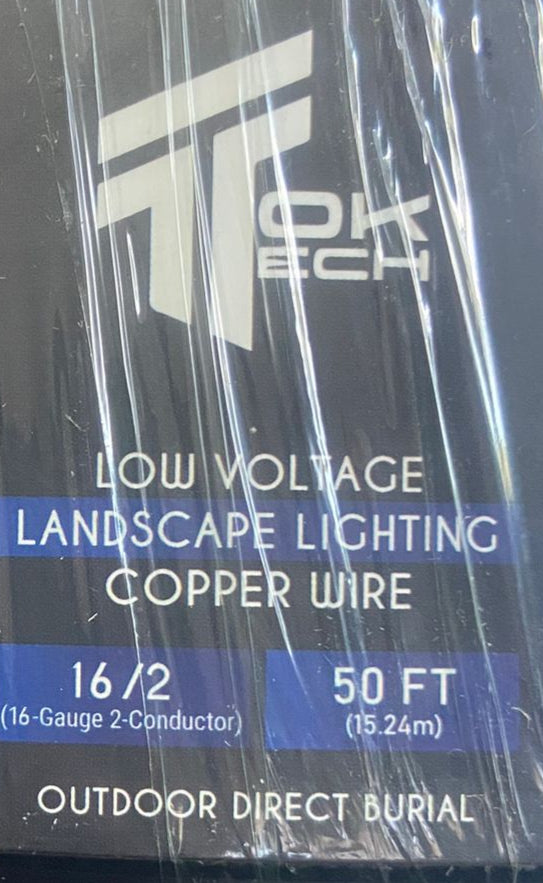 TOK
TECH
LOW VOLTAGE
LANDSCAPE LIGHTING
COPPER WIRE
16/2
(16-Gauge 2-Conductor)
50 FT
(15.24m)
OUTDOOR DIRECT BURIAL